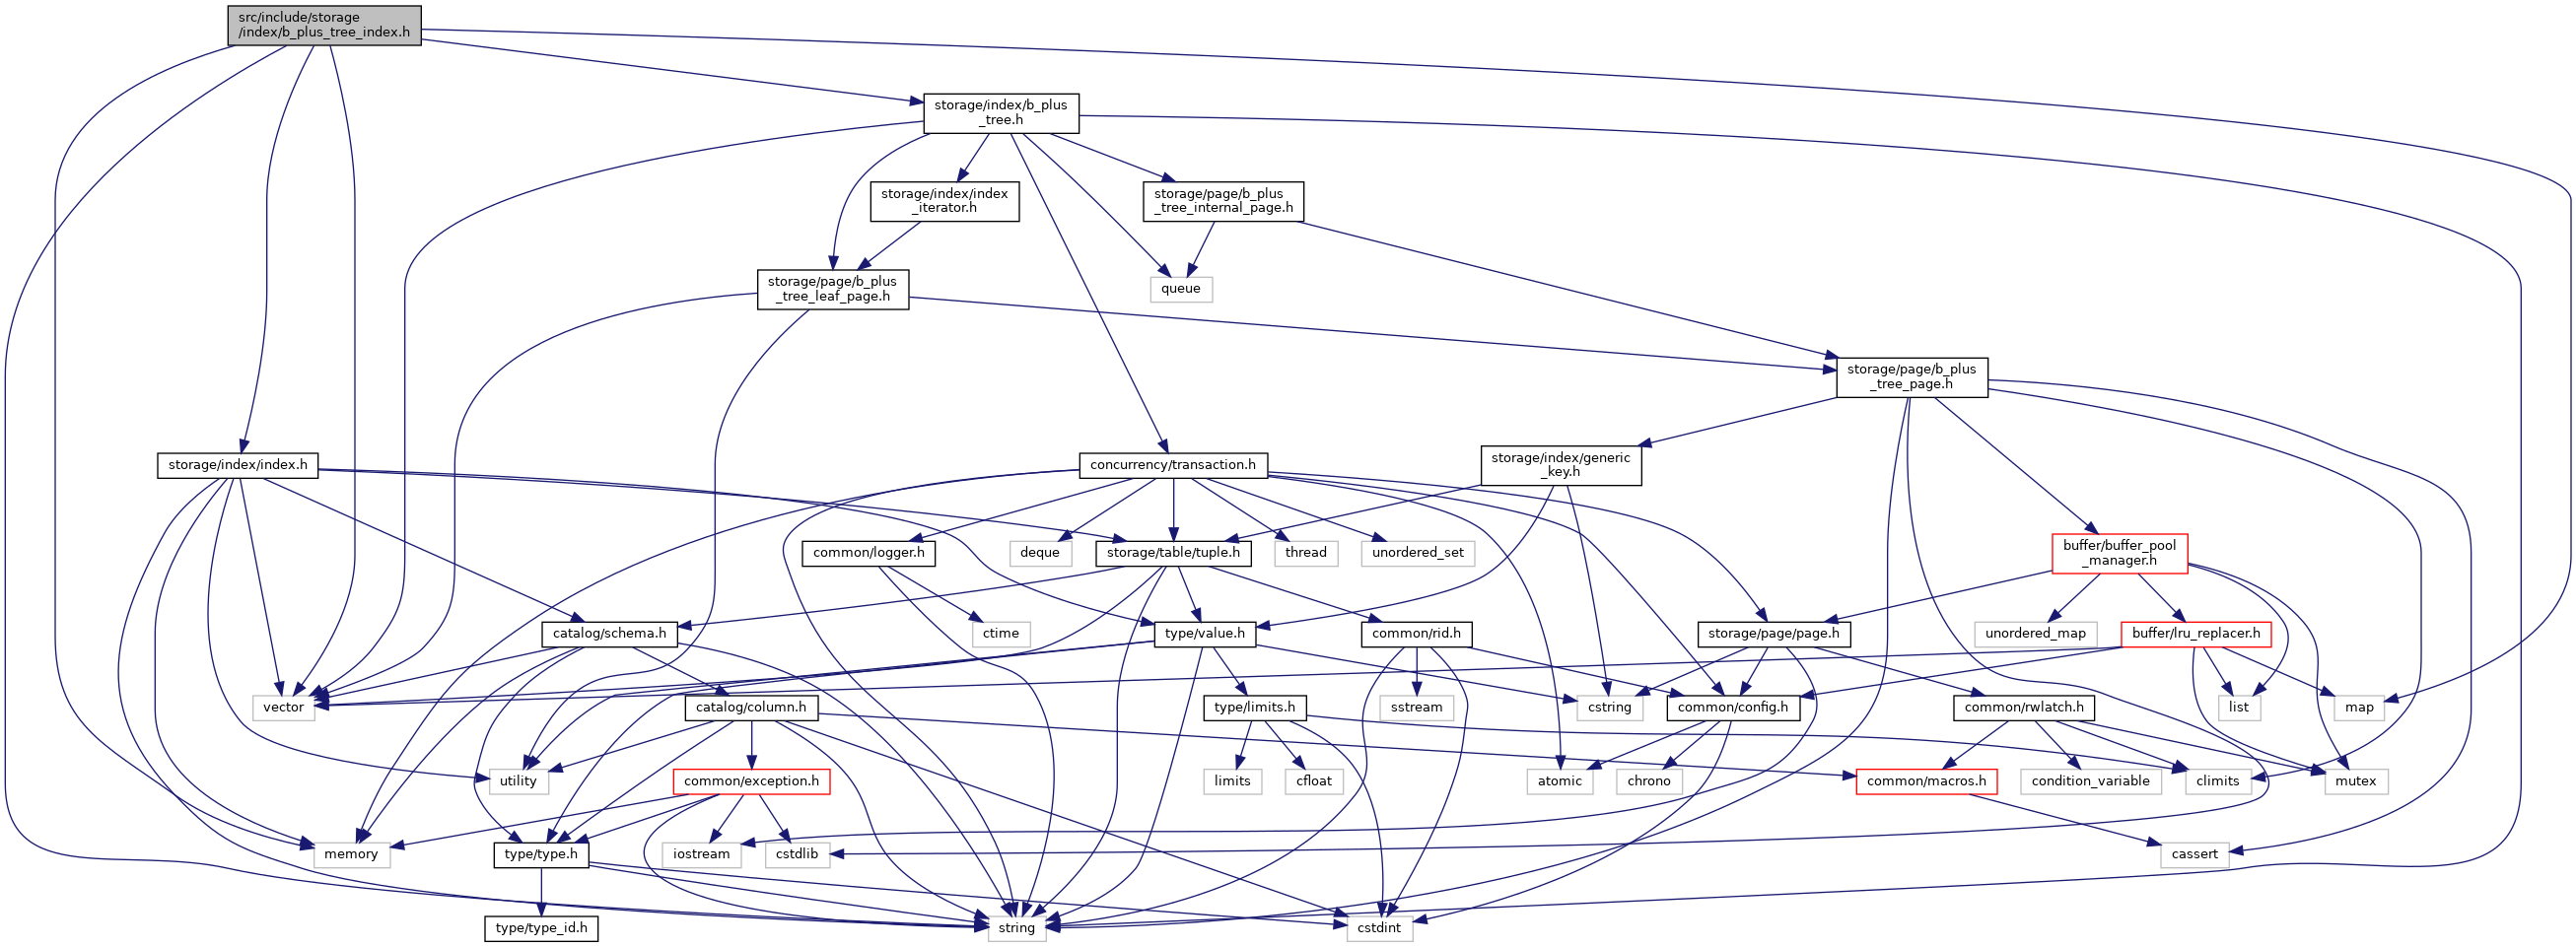 src/include/storage
/index/b_plus_tree_index.h
storage/index/b_plus
_tree.h
storage/index/index
_iterator.h
storage/page/b_plus
_tree_internal_page.h
storage/page/b_plus
_tree_leaf_page.h
queue
storage/page/b_plus
_tree_page.h
storage/index/index.h
concurrency/transaction.h
storage/index/generic
_key.h
common/logger.h
deque
storage/table/tuple.h
thread
unordered_set
buffer/buffer_pool
_manager.h
catalog/schema.h
ctime
type/value.h
common/rid.h
storage/page/page.h
unordered_map
buffer/lru_replacer.h
vector
catalog/column.h
type/limits.h
sstream
cstring
common/config.h
common/rwlatch.h
list
map
utility
common/exception.h
limits
cfloat
atomic
chrono
common/macros.h
condition_variable
climits
mutex
memory
type/type.h
iostream
cstdlib
cassert
type/type_id.h
string
cstdint